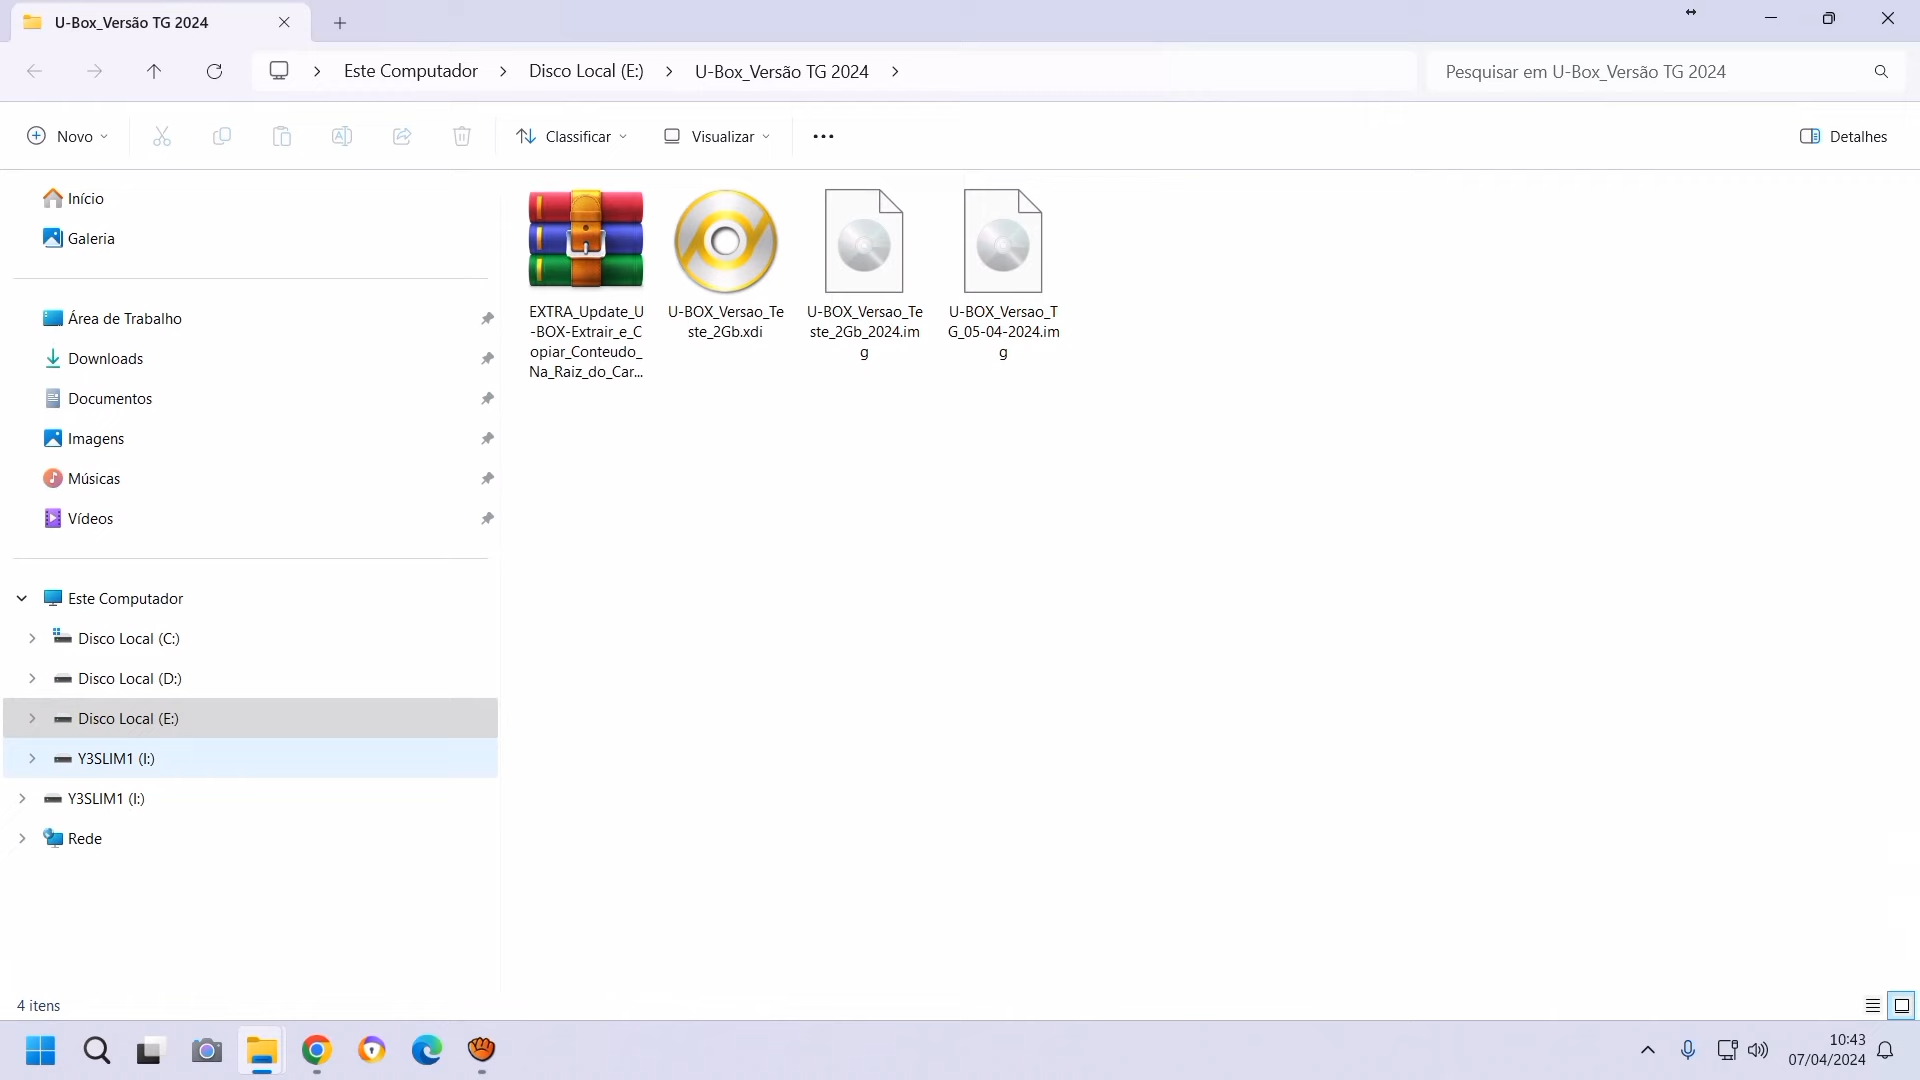 U-Box_Versão TG 2024
Este Computador
Disco Local (E:)
U-Box_Versão TG 2024
Pesquisar em U-Box_Versão TG 2024
Novo
Classificar
Visualizar
Detalhes
Início
Galeria
Área de Trabalho
Downloads
Documentos
Imagens
Músicas
Vídeos
Este Computador
Disco Local (C:)
Disco Local (D:)
Disco Local (E:)
Y3SLIM1 (I:)
Y3SLIM1 (I:)
Rede
EXTRA_Update_U
-BOX-Extrair_e_C
opiar_Conteudo_
Na_Raiz_do_Car...
U-BOX_Versao_Te
ste_2Gb.xdi
U-BOX_Versao_Te
ste_2Gb_2024.im
g
U-BOX_Versao_T
G_05-04-2024.im
g
4 itens
10:43
07/04/2024